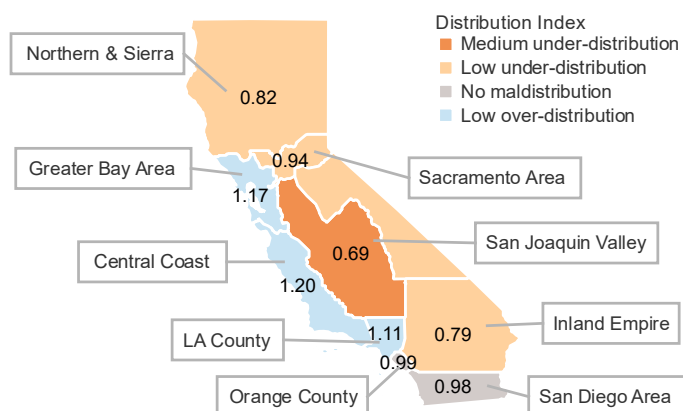 Distribution Index
Medium under-distribution
Low under-distribution
No maldistribution
Low over-distribution
Northern & Sierra
0.82
Greater Bay Area
1.17
0.94
Sacramento Area
Central Coast
1.20
0.69
San Joaquin Valley
LA County
1.11
0.79
Inland Empire
Orange County
0.99
0.98
San Diego Area